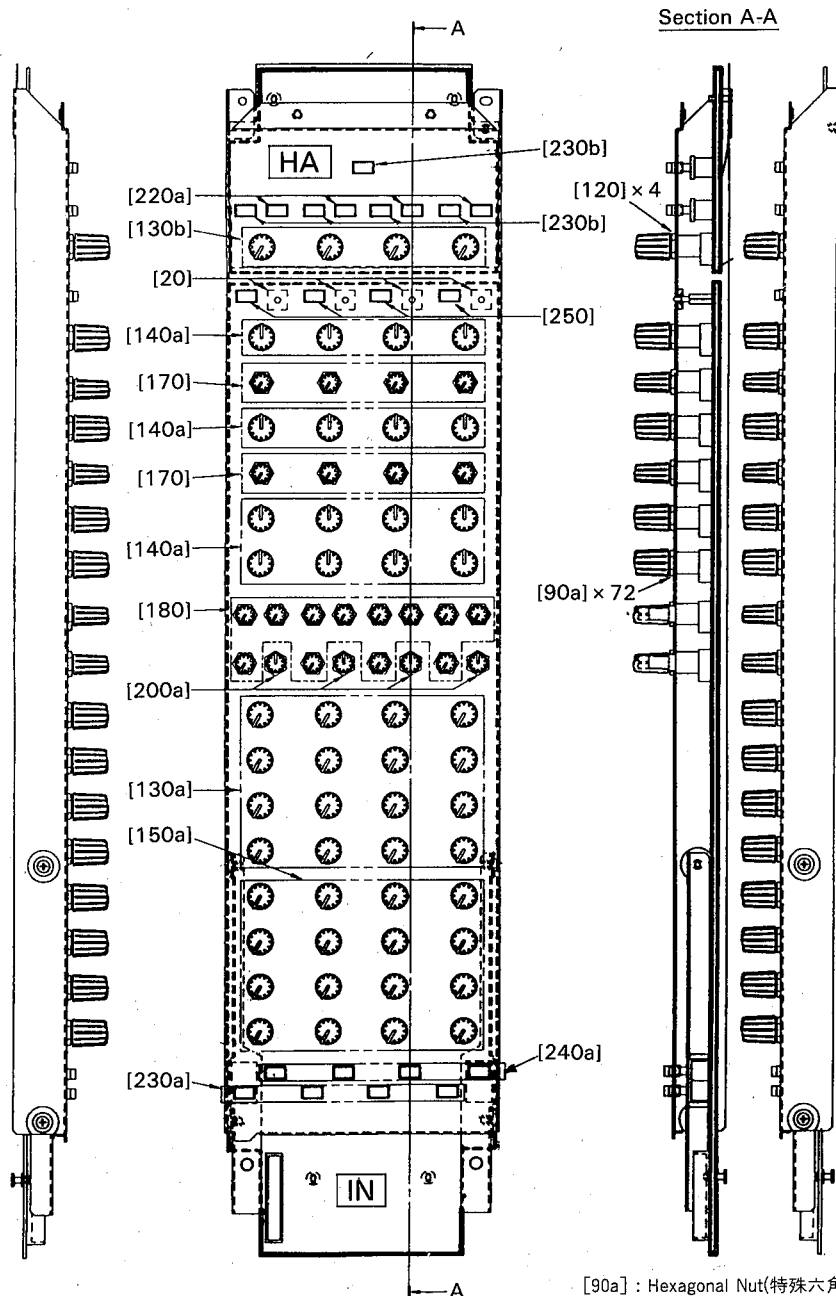 Section A-A
A
HA
[230b]
[220a]
[120]×4
[130b]
[230b]
[20]
[250]
[140a]
[170]
[140a]
[170]
[140a]
[90a]×72
[180]
[200a]
[130a]
[150a]
[240a]
[230a]
IN
A
[90a] : Hexagonal Nut(特殊六角